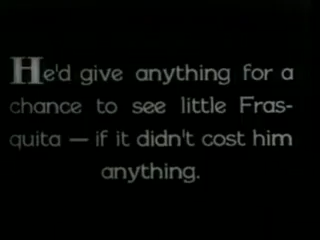 He'd give anything for a
chance to see little Fras-
quita — if it didn't cost him
anything.